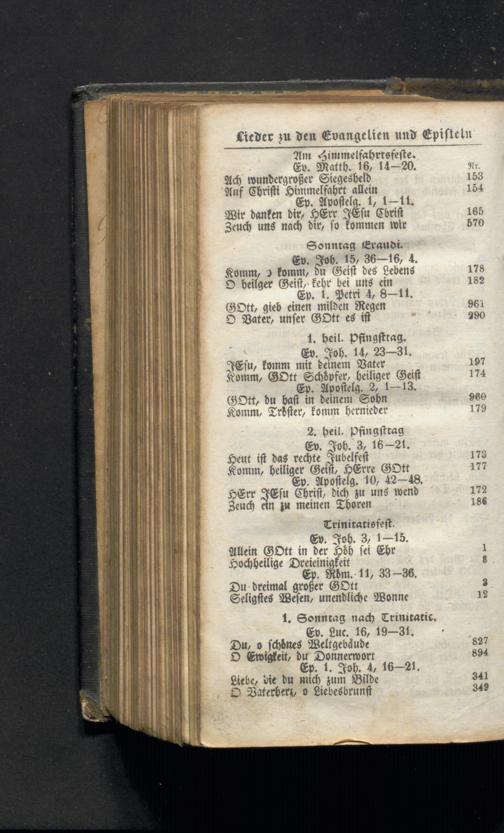 Lieder zu den Evangelien und Episteln
Am Himmelfahrtsfeste.
Ev. Matth. 16, 14—20. Nr.
Ach wundergroßer Siegesheld 153
Auf Christi Himmelfahrt allein 154
Ep. Apostelg. 1, 1—11.
Wir danken dir, HErr JEsu Christ 165
Zeuch uns nach dir, so kommen wir 570
Sonntag Exaudi.
Ev. Joh. 15, 36—16, 4.
Komm, o komm, du Geist des Lebens 178
O heilger Geist, kehr bei uns ein 182
Ep. 1. Petri 4, 8—11.
GOtt, gieb einen milden Regen 961
O Vater, unser GOtt es ist 290
1. heil. Pfingsttag.
Ev. Joh. 14, 23—31.
JEsu, komm mit deinem Vater 197
Komm, GOtt Schöpfer, heiliger Geist 174
Ep. Apostelg. 2, 1—13.
GOtt, du hast in deinem Sohn 960
Komm, Tröster, komm hernieder 179
2. heil. Pfingsttag
Ev. Joh. 3, 16—21.
Heut ist das rechte Jubelfest 173
Komm, heiliger Geist, HErre GOtt 177
Ep. Apostelg. 10, 42—48.
HErr JEsu Christ, dich zu uns wend 172
Zeuch ein zu meinen Thoren 186
Trinitatisfest.
Ev. Joh. 3, 1—15.
Allein GOtt in der Höh sei Ehr 1
Hochheilige Dreieinigkeit 8
Ep. Röm. 11, 33—36.
Du dreimal großer GOtt 3
Seligstes Wesen, unendliche Wonne 12
1. Sonntag nach Trinitatis.
Ev. Luc. 16, 19—31.
Du, o schönes Weltgebäude 827
O Ewigkeit, du Donnerwort 894
Ep. 1. Joh. 4, 16—21.
Liebe, die du mich zum Bilde 341
O Vaterherz, o Liebesbrunst 349